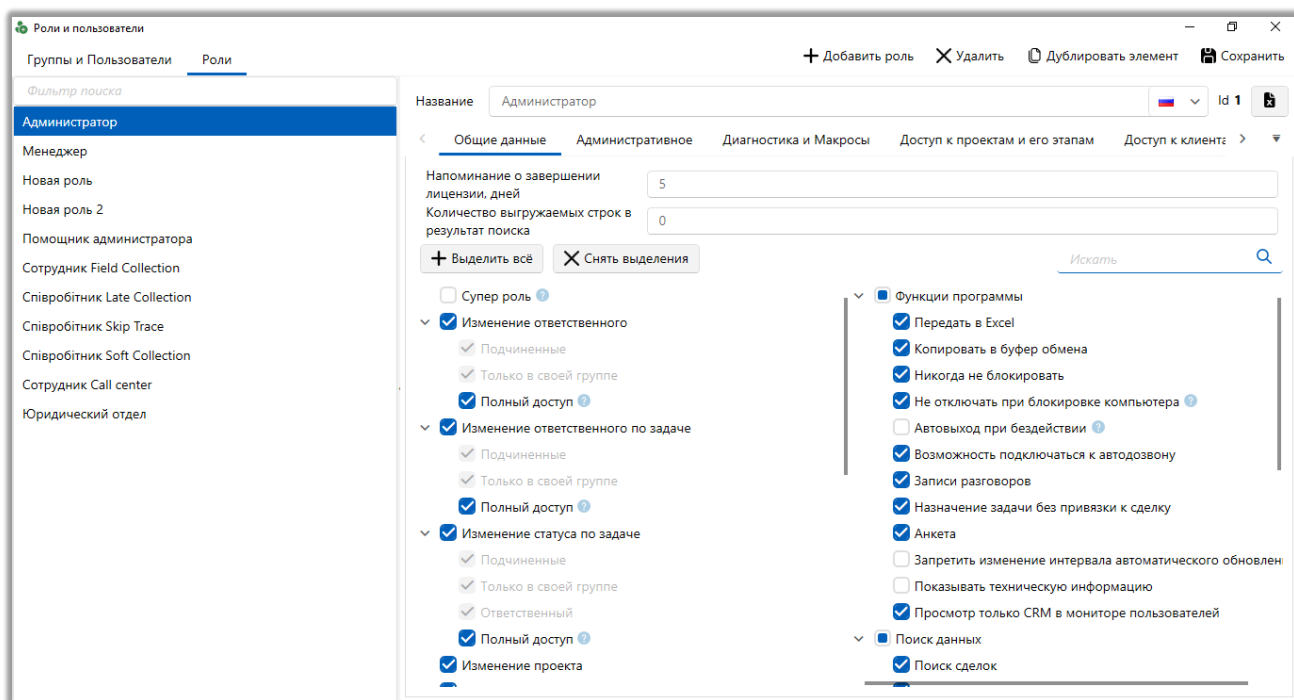 Роли и пользователи
Группы и Пользователи Роли
Добавить роль Удалить Дублировать элемент Сохранить
Фильтр поиска
Администратор
Менеджер
Новая роль
Новая роль 2
Помощник администратора
Сотрудник Field Collection
Співробітник Late Collection
Співробітник Skip Trace
Співробітник Soft Collection
Сотрудник Call center
Юридический отдел
Название Администратор Id 1
Общие данные Административное Диагностика и Макросы Доступ к проектам и его этапам Доступ к клиента
Напоминание о завершении
лицензии, дней
5
Количество выгружаемых строк в
результат поиска
0
Выделить всё Снять выделения Искать
Супер роль ?
Изменение ответственного
Подчиненные
Только в своей группе
Полный доступ ?
Изменение ответственного по задаче
Подчиненные
Только в своей группе
Полный доступ ?
Изменение статуса по задаче
Подчиненные
Только в своей группе
Ответственный
Полный доступ ?
Изменение проекта
Функции программы
Передать в Excel
Копировать в буфер обмена
Никогда не блокировать
Не отключать при блокировке компьютера ?
Автовыход при бездействии ?
Возможность подключаться к автодозвону
Записи разговоров
Назначение задачи без привязки к сделку
Анкета
Запретить изменение интервала автоматического обновлен
Показывать техническую информацию
Просмотр только CRM в мониторе пользователей
Поиск данных
Поиск сделок